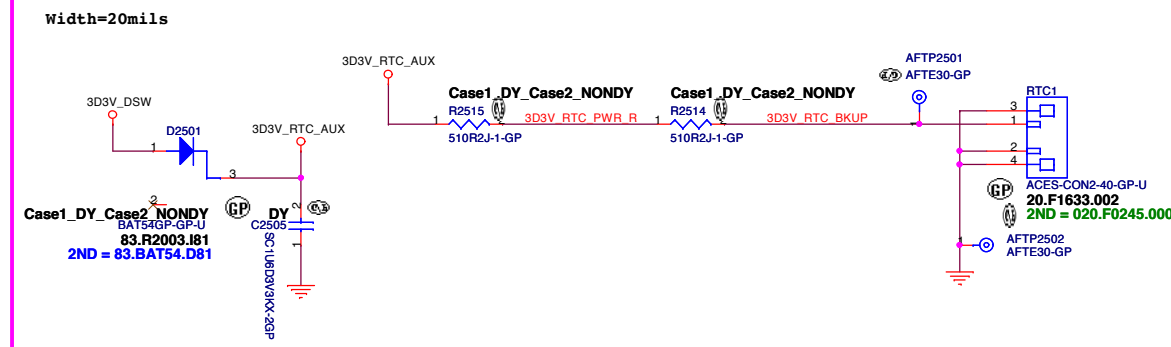 Width=20mils
3D3V_DSW
D2501
1
3
3D3V_RTC_AUX
2
Case1_DY_Case2_NONDY
BAT54GP-GP-U
83.R2003.I81
2ND = 83.BAT54.D81
GP
DY
2
C2505
1
SC1U6D3V3KX-2GP
3D3V_RTC_AUX
Case1_DY_Case2_NONDY
R2515
1
510R2J-1-GP
3D3V_RTC_PWR_R
Case1_DY_Case2_NONDY
R2514
1
510R2J-1-GP
3D3V_RTC_BKUP
AFTP2501
AFTE30-GP
RTC1
3
1
2
4
GP
ACES-CON2-40-GP-U
20.F1633.002
2ND = 020.F0245.000
1
AFTP2502
AFTE30-GP